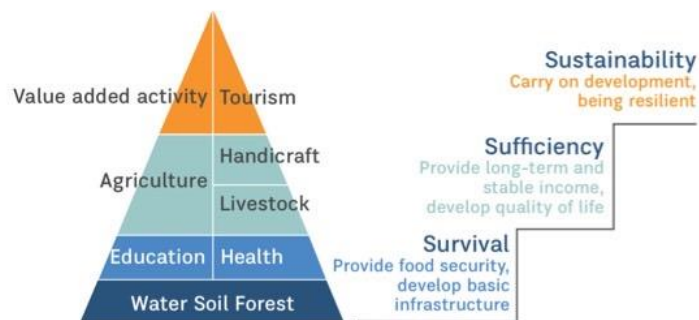 Value added activity
Tourism
Agriculture
Handicraft
Livestock
Education
Health
Water Soil Forest
Sustainability
Carry on development,
being resilient
Sufficiency
Provide long-term and
stable income,
develop quality of life
Survival
Provide food security,
develop basic
infrastructure